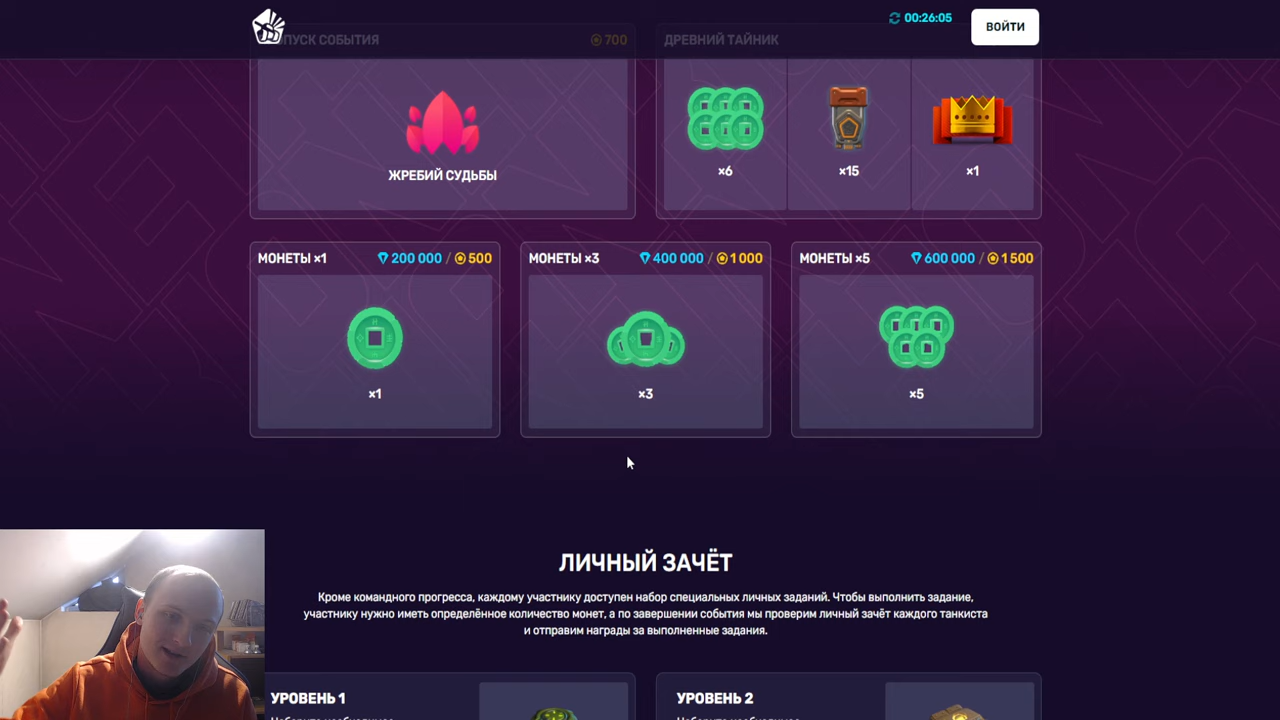 00:26:05
ВОЙТИ
ПУСК СОБЫТИЯ
700
ДРЕВНИЙ ТАЙНИК
ЖРЕБИЙ СУДЬБЫ
×6
×15
×1
МОНЕТЫ ×1
200 000 / 500
МОНЕТЫ ×3
400 000 / 1 000
МОНЕТЫ ×5
600 000 / 1 500
×1
×3
×5
ЛИЧНЫЙ ЗАЧЁТ
Кроме командного прогресса, каждому участнику доступен набор специальных личных заданий. Чтобы выполнить задание,
участнику нужно иметь определённое количество монет, а по завершении события мы проверим личный зачёт каждого танкиста
и отправим награды за выполненные задания.
УРОВЕНЬ 1
УРОВЕНЬ 2